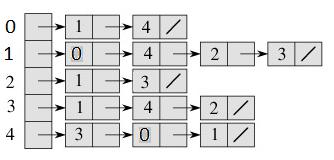 0 1 4 /
1 0 4 2 3 /
2 1 3 /
3 1 4 2 /
4 3 0 1 /